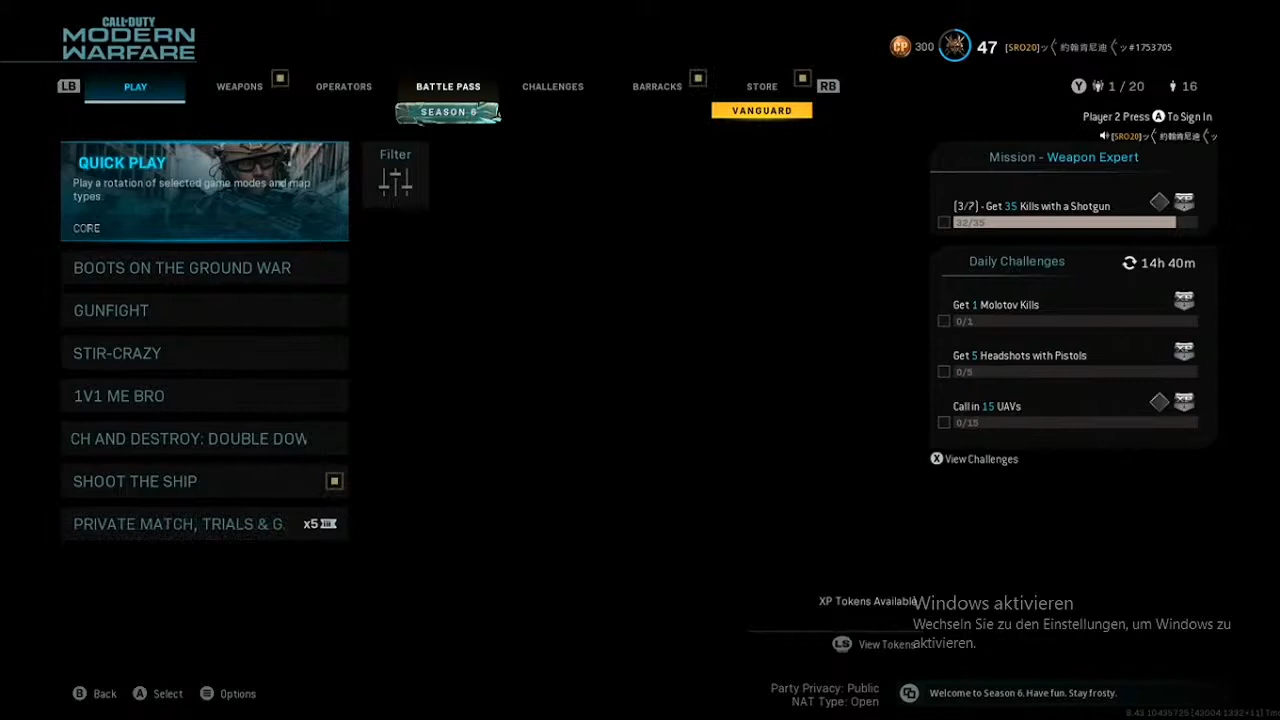 CALL OF DUTY
MODERN
WARFARE
CP 300 47 [SRO20]ッ〈 約翰肯尼迪 〈ッ#1753705
LB PLAY WEAPONS OPERATORS BATTLE PASS CHALLENGES BARRACKS STORE RB
SEASON 6 VANGUARD
Y 1 / 20 16
Player 2 Press A To Sign In
[SRO20]ッ〈 約翰肯尼迪 〈ッ
QUICK PLAY
Play a rotation of selected game modes and map
types.
CORE
Filter
BOOTS ON THE GROUND WAR
GUNFIGHT
STIR-CRAZY
1V1 ME BRO
CH AND DESTROY: DOUBLE DOW
SHOOT THE SHIP
PRIVATE MATCH, TRIALS & G. x5
Mission - Weapon Expert
[3/7] - Get 35 Kills with a Shotgun
32/35
Daily Challenges 14h 40m
Get 1 Molotov Kills
0/1
Get 5 Headshots with Pistols
0/5
Call in 15 UAVs
0/15
X View Challenges
XP Tokens Available
LS View Tokens
Windows aktivieren
Wechseln Sie zu den Einstellungen, um Windows zu
aktivieren.
B Back A Select Options
Party Privacy: Public
NAT Type: Open
Welcome to Season 6. Have fun. Stay frosty.